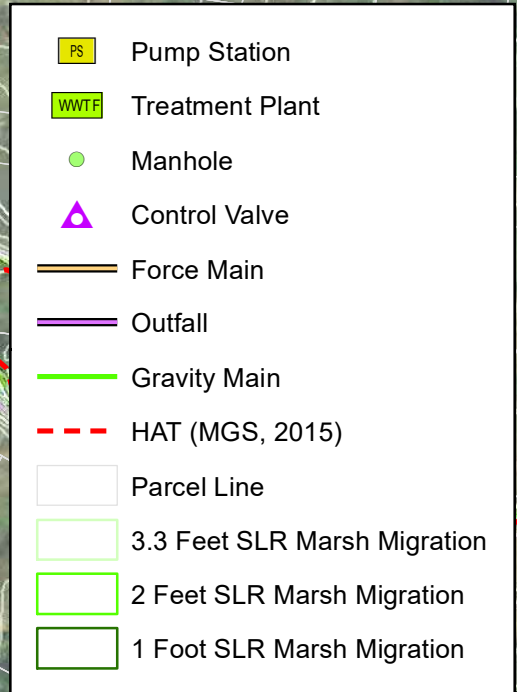 PS Pump Station
WWTF Treatment Plant
Manhole
Control Valve
Force Main
Outfall
Gravity Main
HAT (MGS, 2015)
Parcel Line
3.3 Feet SLR Marsh Migration
2 Feet SLR Marsh Migration
1 Foot SLR Marsh Migration